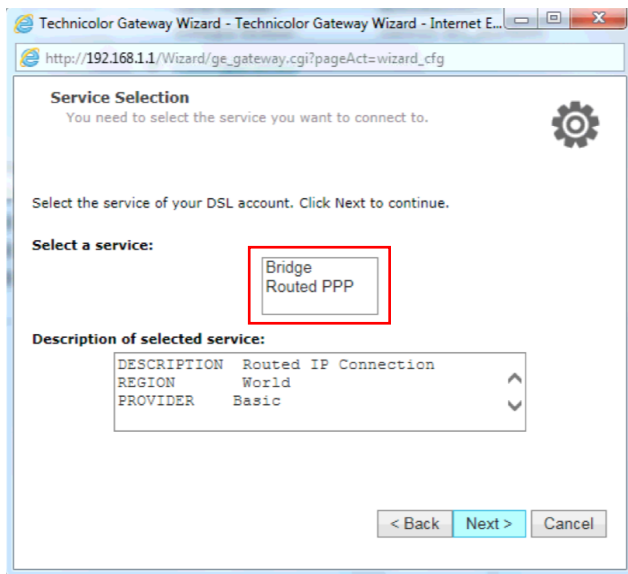 Technicolor Gateway Wizard - Technicolor Gateway Wizard - Internet E...
http://192.168.1.1/Wizard/ge_gateway.cgi?pageAct=wizard_cfg
Service Selection
You need to select the service you want to connect to.
Select the service of your DSL account. Click Next to continue.
Select a service:
Bridge
Routed PPP
Description of selected service:
DESCRIPTION Routed IP Connection
REGION World
PROVIDER Basic
< Back Next > Cancel